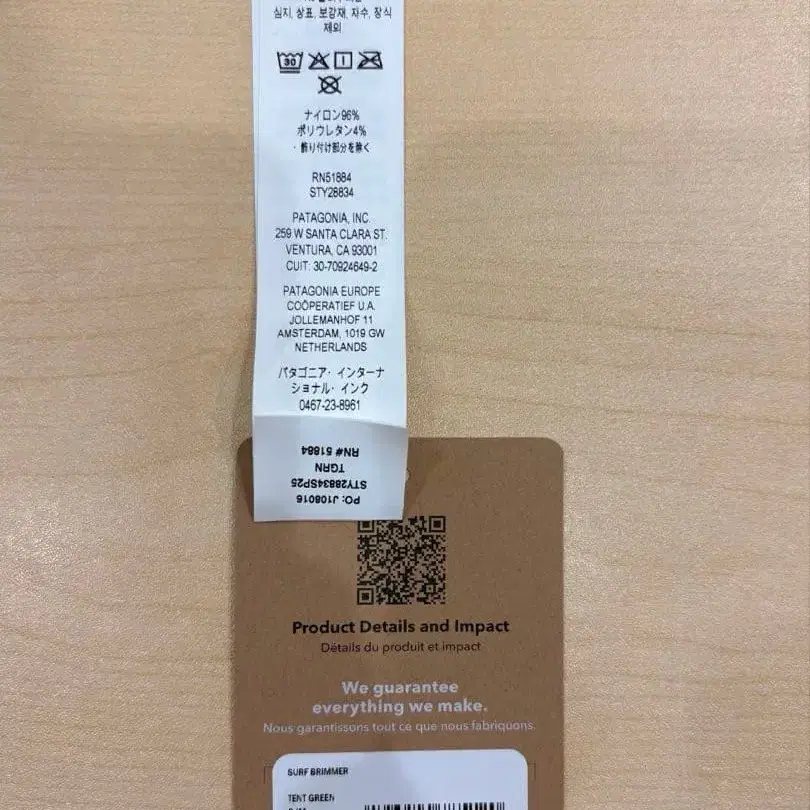 심지, 상표, 보강재, 자수, 장식
제외
30
ナイロン96%
ポリウレタン4%
・飾り付け部分を除く
RN51884
STY28834
PATAGONIA, INC.
259 W SANTA CLARA ST.
VENTURA, CA 93001
CUIT: 30-70924649-2
PATAGONIA EUROPE
COÖPERATIEF U.A.
JOLLEMANHOF 11
AMSTERDAM, 1019 GW
NETHERLANDS
パタゴニア・インターナ
ショナル・インク
0467-23-8961
PO: J108016
STY28834SP25
TGRN
RN# 51884
Product Details and Impact
Détails du produit et impact
We guarantee
everything we make.
Nous garantissons tout ce que nous fabriquons.
SURF BRIMMER
TENT GREEN